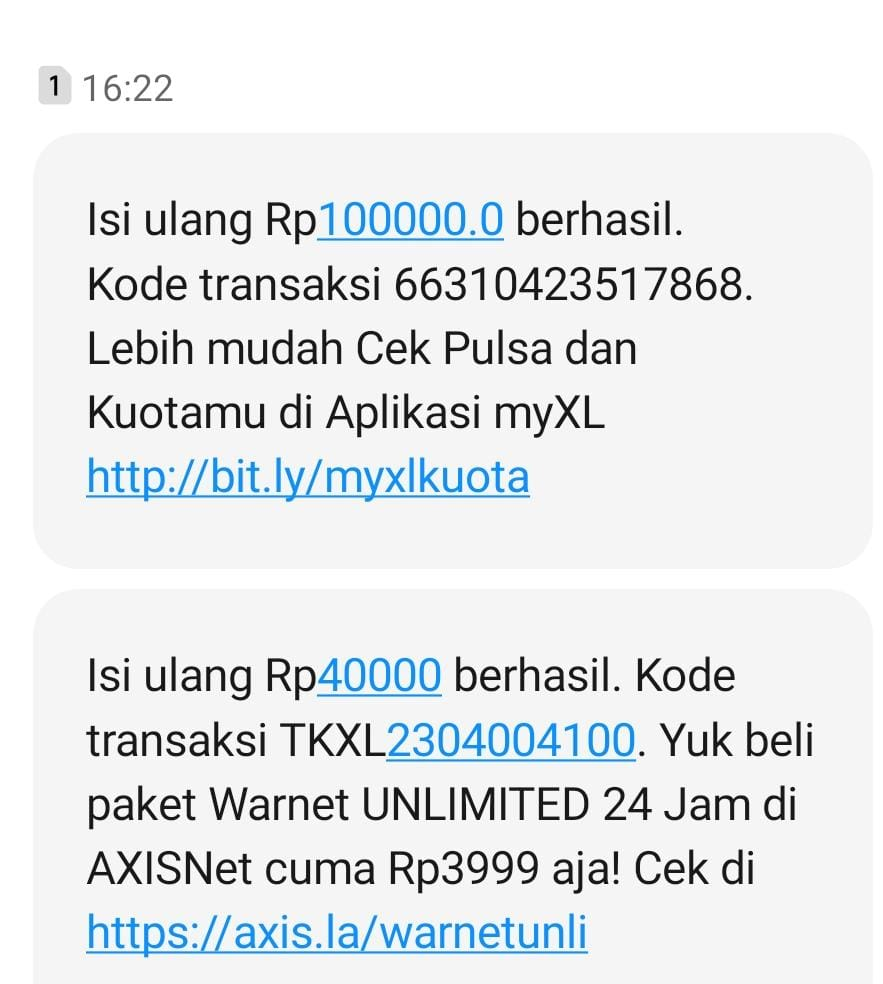 1 16:22
Isi ulang Rp100000.0 berhasil.
Kode transaksi 66310423517868.
Lebih mudah Cek Pulsa dan
Kuotamu di Aplikasi myXL
http://bit.ly/myxlkuota
Isi ulang Rp40000 berhasil. Kode
transaksi TKXL2304004100. Yuk beli
paket Warnet UNLIMITED 24 Jam di
AXISNet cuma Rp3999 aja! Cek di
https://axis.la/warnetunli